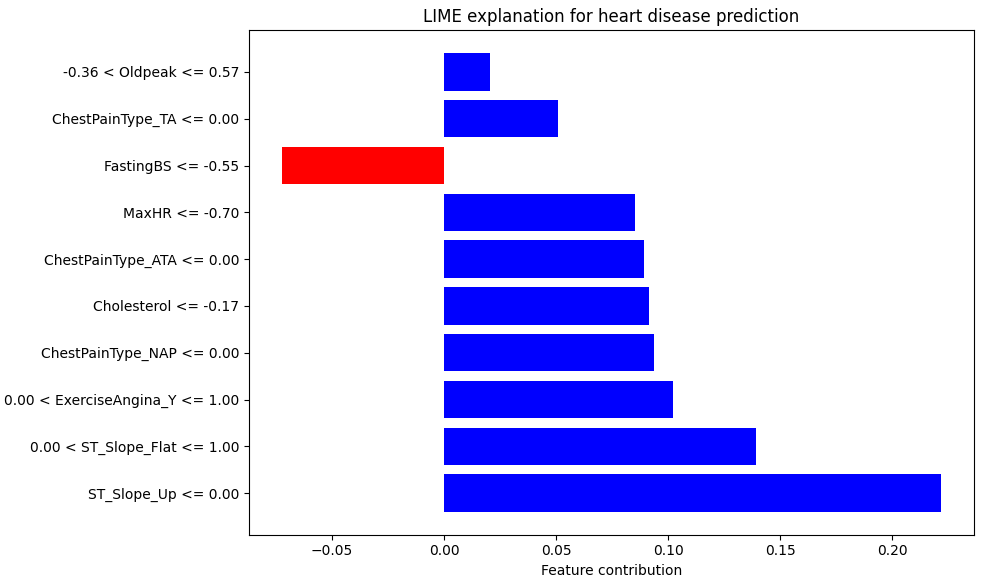 LIME explanation for heart disease prediction
-0.36 < Oldpeak <= 0.57
ChestPainType_TA <= 0.00
FastingBS <= -0.55
MaxHR <= -0.70
ChestPainType_ATA <= 0.00
Cholesterol <= -0.17
ChestPainType_NAP <= 0.00
0.00 < ExerciseAngina_Y <= 1.00
0.00 < ST_Slope_Flat <= 1.00
ST_Slope_Up <= 0.00
−0.05 0.00 0.05 0.10 0.15 0.20
Feature contribution